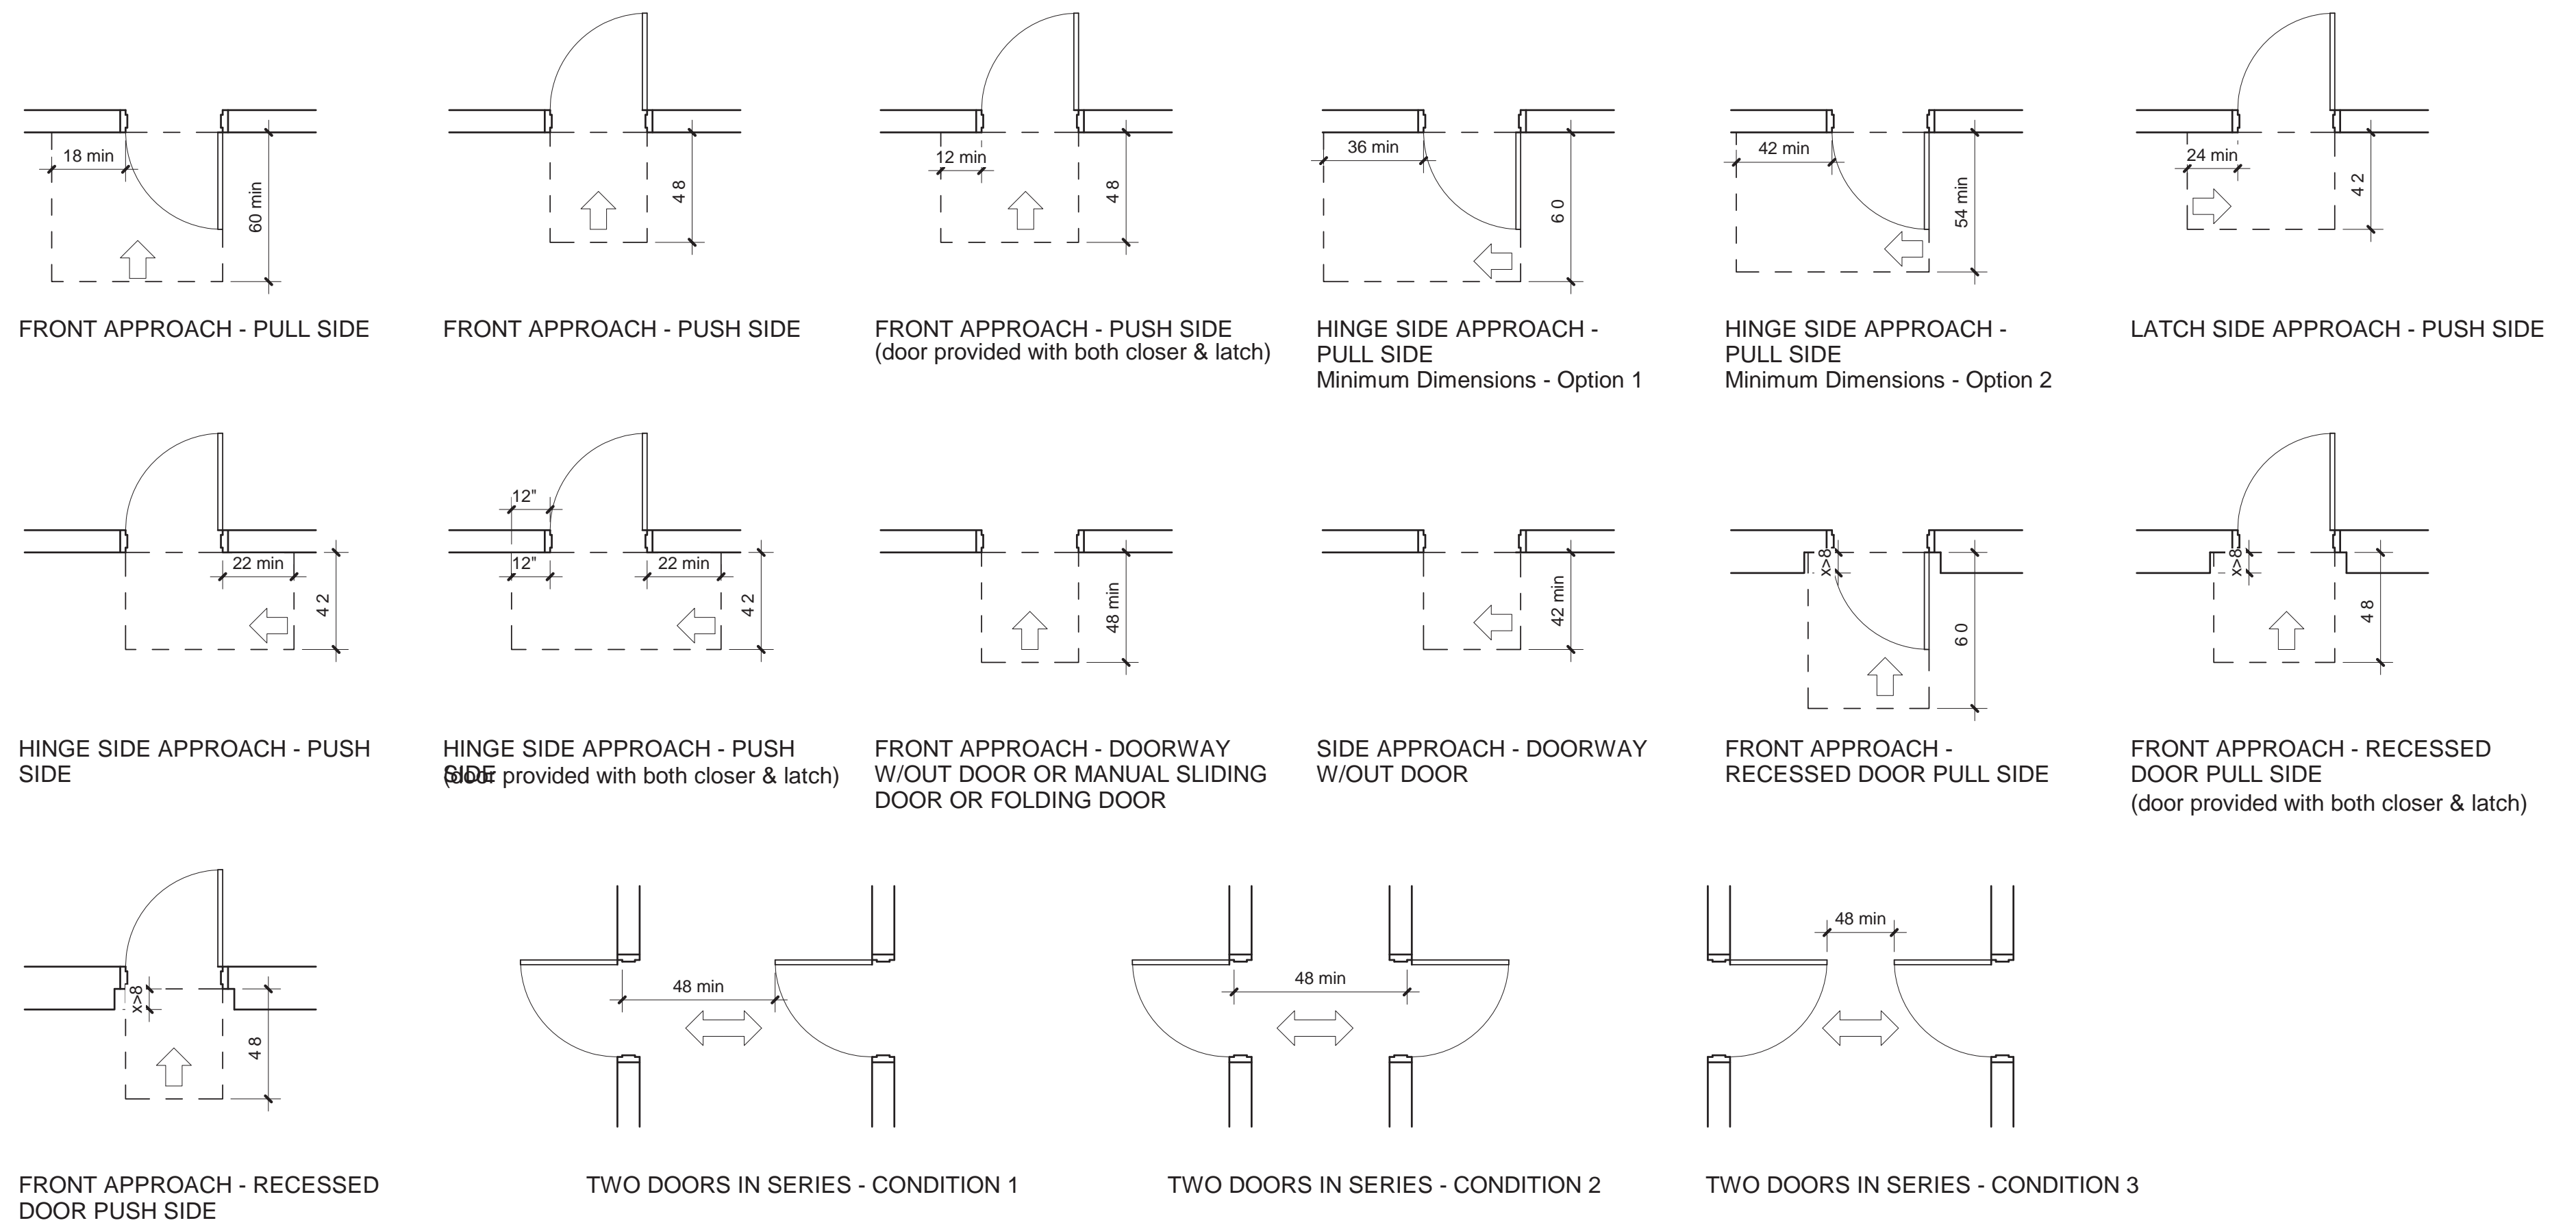 18 min
60 min
FRONT APPROACH - PULL SIDE
48
FRONT APPROACH - PUSH SIDE
12 min
48
FRONT APPROACH - PUSH SIDE
(door provided with both closer & latch)
36 min
60
HINGE SIDE APPROACH -
PULL SIDE
Minimum Dimensions - Option 1
42 min
54 min
HINGE SIDE APPROACH -
PULL SIDE
Minimum Dimensions - Option 2
24 min
42
LATCH SIDE APPROACH - PUSH SIDE
22 min
42
HINGE SIDE APPROACH - PUSH
SIDE
12"
12"
22 min
42
HINGE SIDE APPROACH - PUSH
SIDE
(door provided with both closer & latch)
48 min
FRONT APPROACH - DOORWAY
W/OUT DOOR OR MANUAL SLIDING
DOOR OR FOLDING DOOR
42 min
SIDE APPROACH - DOORWAY
W/OUT DOOR
x>8
60
FRONT APPROACH -
RECESSED DOOR PULL SIDE
x>8
48
FRONT APPROACH - RECESSED
DOOR PULL SIDE
(door provided with both closer & latch)
x>8
48
FRONT APPROACH - RECESSED
DOOR PUSH SIDE
48 min
TWO DOORS IN SERIES - CONDITION 1
48 min
TWO DOORS IN SERIES - CONDITION 2
48 min
TWO DOORS IN SERIES - CONDITION 3